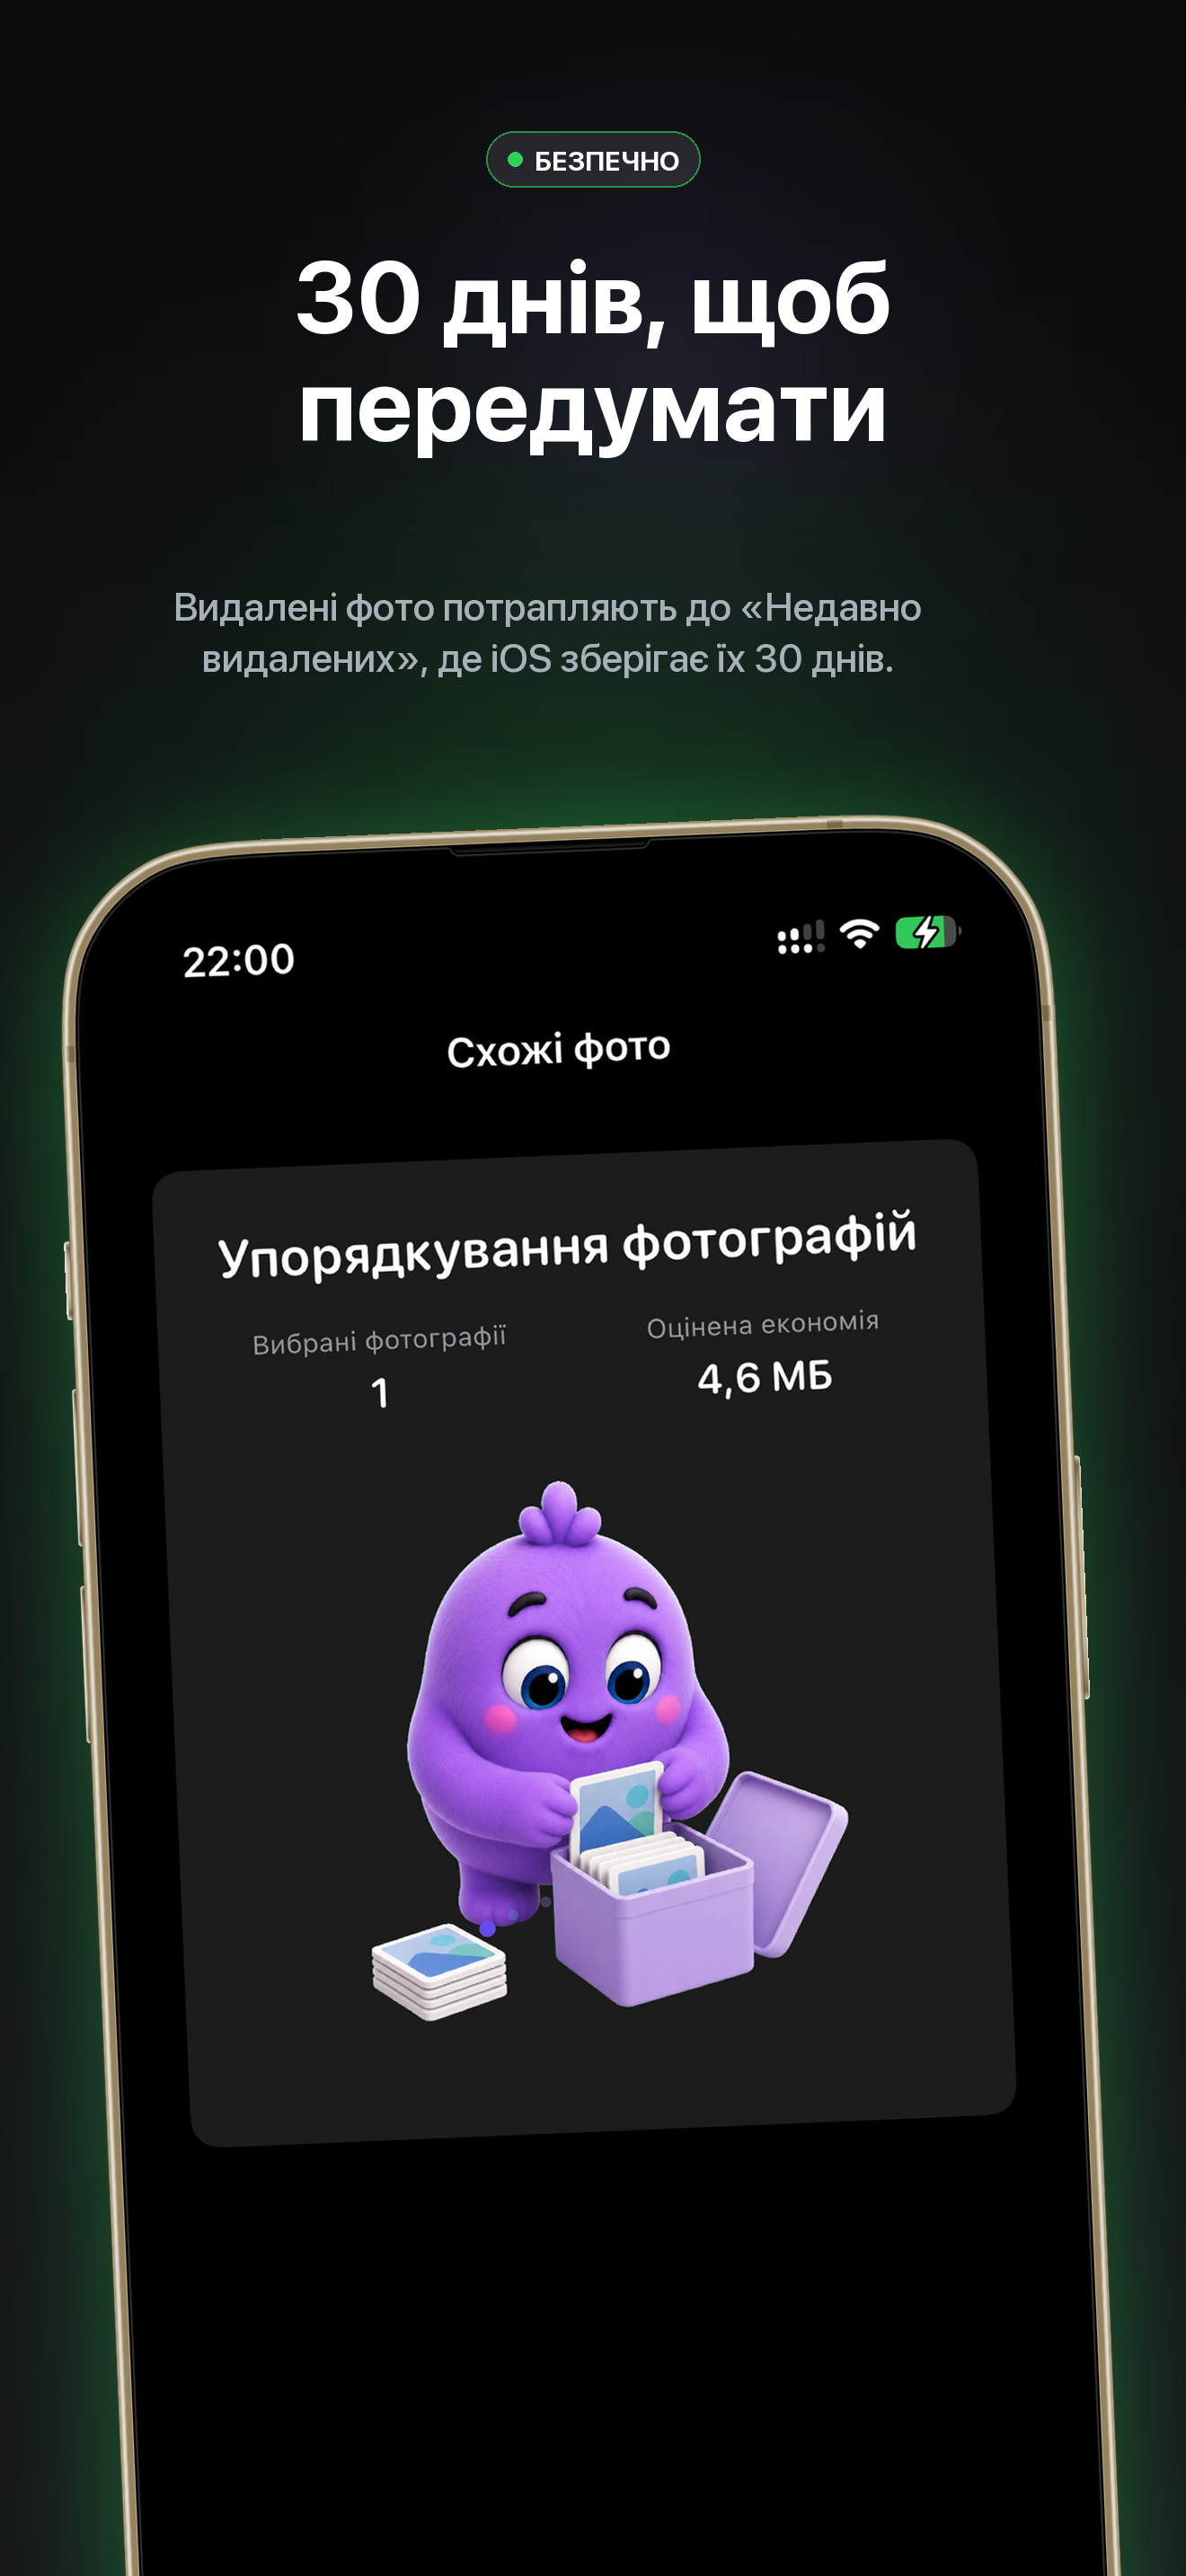 БЕЗПЕЧНО
30 днів, щоб
передумати
Видалені фото потрапляють до «Недавно
видалених», де iOS зберігає їх 30 днів.
22:00
Схожі фото
Упорядкування фотографій
Вибрані фотографії
1
Оцінена економія
4,6 МБ